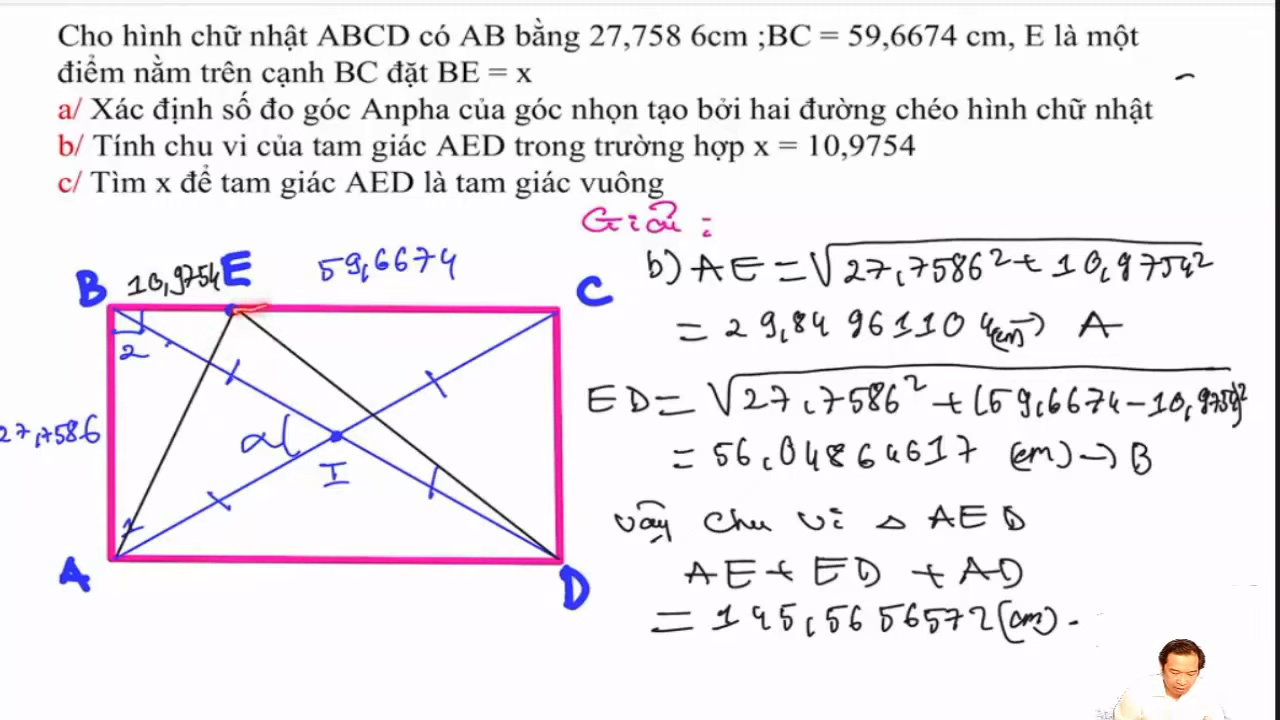 Cho hình chữ nhật ABCD có AB bằng 27,758 6cm ;BC = 59,6674 cm, E là một
điểm nằm trên cạnh BC đặt BE = x
a/ Xác định số đo góc Anpha của góc nhọn tạo bởi hai đường chéo hình chữ nhật
b/ Tính chu vi của tam giác AED trong trường hợp x = 10,9754
c/ Tìm x để tam giác AED là tam giác vuông
Giải :
b) AE = √27,7586² + 10,9754²
= 29,8496110 (cm) → A
ED = √27,7586² + (59,6674 - 10,9754)²
= 56,04864617 (cm) → B
Vậy chu vi △ AED
AE + ED + AD
= 145,5656572 (cm) .
B 10,9754 E 59,6674 C
2
27,7586
α
I
1
A
D